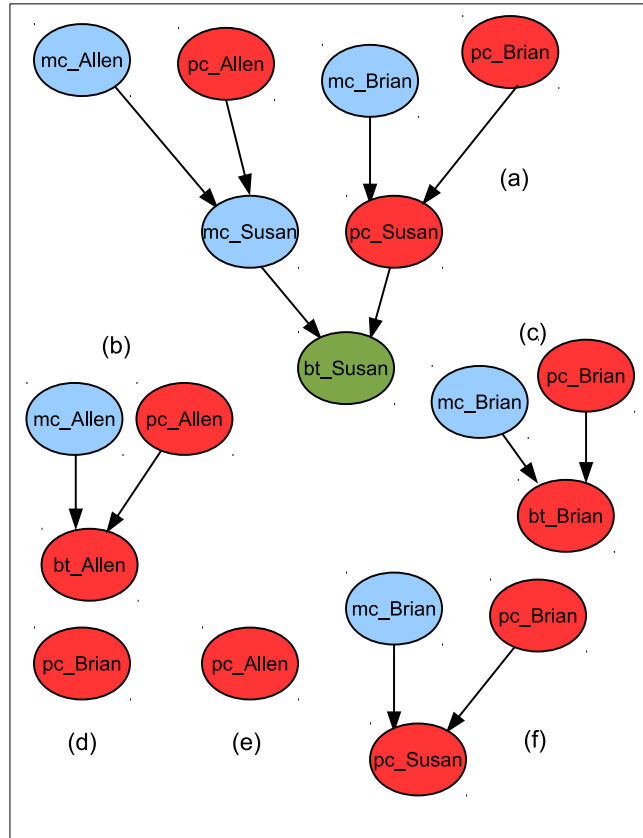 mc_Allen
pc_Allen
mc_Brian
pc_Brian
(a)
mc_Susan
pc_Susan
(b)
(c)
bt_Susan
mc_Allen
pc_Allen
mc_Brian
pc_Brian
bt_Allen
bt_Brian
mc_Brian
pc_Brian
pc_Brian
pc_Allen
(d)
(e)
(f)
pc_Susan